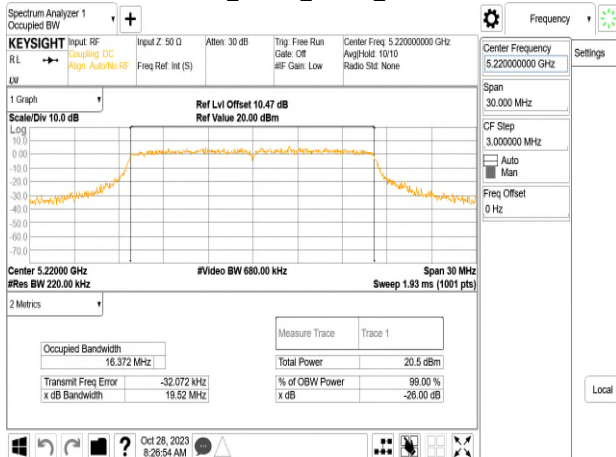 Spectrum Analyzer 1
Occupied BW
+
Frequency
KEYSIGHT
RL
Input: RF
Coupling: DC
Align: Auto/No RF
Input Z: 50 Ω
Freq Ref: Int (S)
Atten: 30 dB
Trig: Free Run
Gate: Off
#IF Gain: Low
Center Freq: 5.220000000 GHz
Avg|Hold: 10/10
Radio Std: None
Center Frequency
5.220000000 GHz
Settings
Span
30.000 MHz
CF Step
3.000000 MHz
Auto
Man
Freq Offset
0 Hz
Local
1 Graph
Scale/Div 10.0 dB
Ref Lvl Offset 10.47 dB
Ref Value 20.00 dBm
Log
10.0
0.00
-10.0
-20.0
-30.0
-40.0
-50.0
-60.0
-70.0
Center 5.22000 GHz
#Video BW 680.00 kHz
Span 30 MHz
#Res BW 220.00 kHz
Sweep 1.93 ms (1001 pts)
2 Metrics
Measure Trace
Trace 1
Occupied Bandwidth
16.372 MHz
Total Power
20.5 dBm
Transmit Freq Error
-32.072 kHz
% of OBW Power
99.00 %
x dB Bandwidth
19.52 MHz
x dB
-26.00 dB
?
Oct 28, 2023
8:26:54 AM